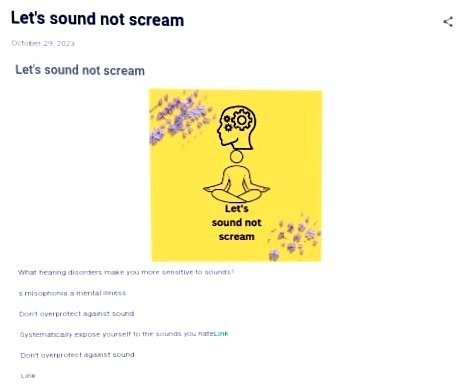 Let's sound not scream
October 29, 2023
Let's sound not scream
Let's
sound not
scream
What hearing disorders make you more sensitive to sounds?
s misophonia a mental illness
Don't overprotect against sound
Systematically expose yourself to the sounds you hateLink
Don't overprotect against sound
Link